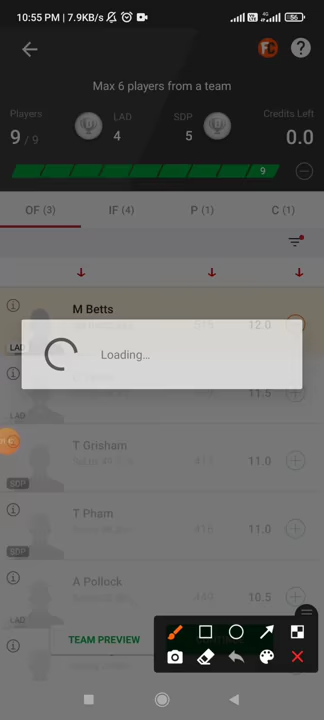 10:55 PM | 7.9KB/s
56
FC ?
Max 6 players from a team
Players LAD SDP Credits Left
9 / 9 4 5 0.0
9
OF (3) IF (4) P (1) C (1)
M Betts
LAD 12.0
Loading...
LAD 11.5
T Grisham
SDP 11.0
T Pham
SDP 11.0
A Pollock
LAD 10.5
TEAM PREVIEW